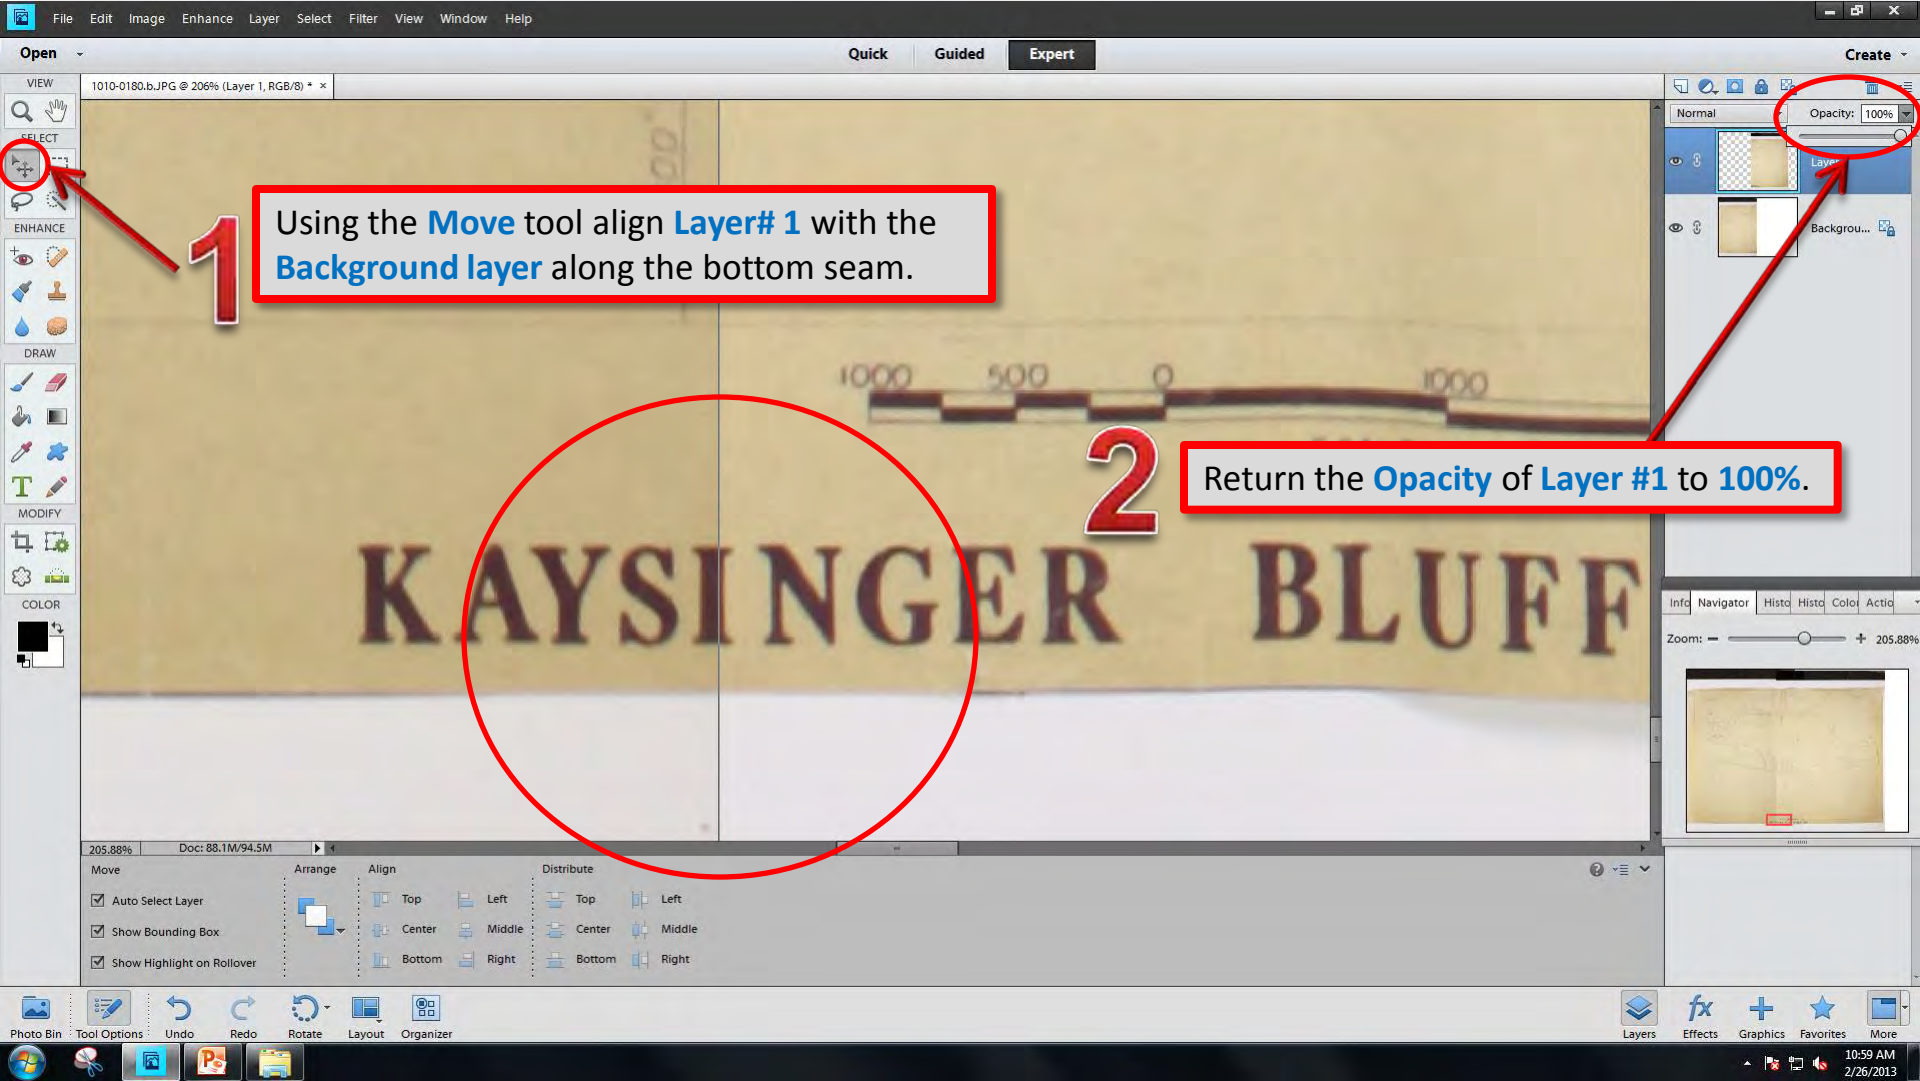 File Edit Image Enhance Layer Select Filter View Window Help
Open Quick Guided Expert Create
VIEW
1010-0180.b.JPG @ 206% (Layer 1, RGB/8) * ×
SELECT
ENHANCE
DRAW
MODIFY
COLOR
Normal Opacity: 100%
Backgrou...
1
Using the Move tool align Layer# 1 with the
Background layer along the bottom seam.
1000 500 0 1000
2
Return the Opacity of Layer #1 to 100%.
KAYSINGER BLUFF
Info Navigator Histo Histo Color Actio
Zoom: 205.88%
205.88% Doc: 88.1M/94.5M
Move Arrange Align Distribute
Auto Select Layer Top Left Top Left
Show Bounding Box Center Middle Center Middle
Show Highlight on Rollover Bottom Right Bottom Right
Photo Bin Tool Options Undo Redo Rotate Layout Organizer Layers Effects Graphics Favorites More
10:59 AM
2/26/2013